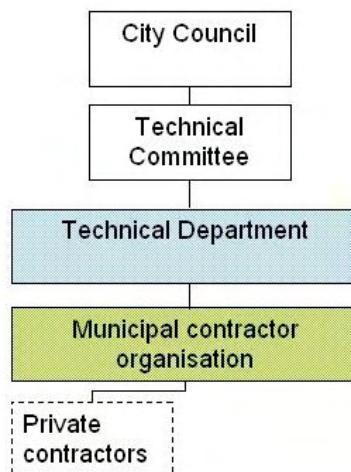 City Council
Technical
Committee
Technical Department
Municipal contractor
organisation
Private
contractors